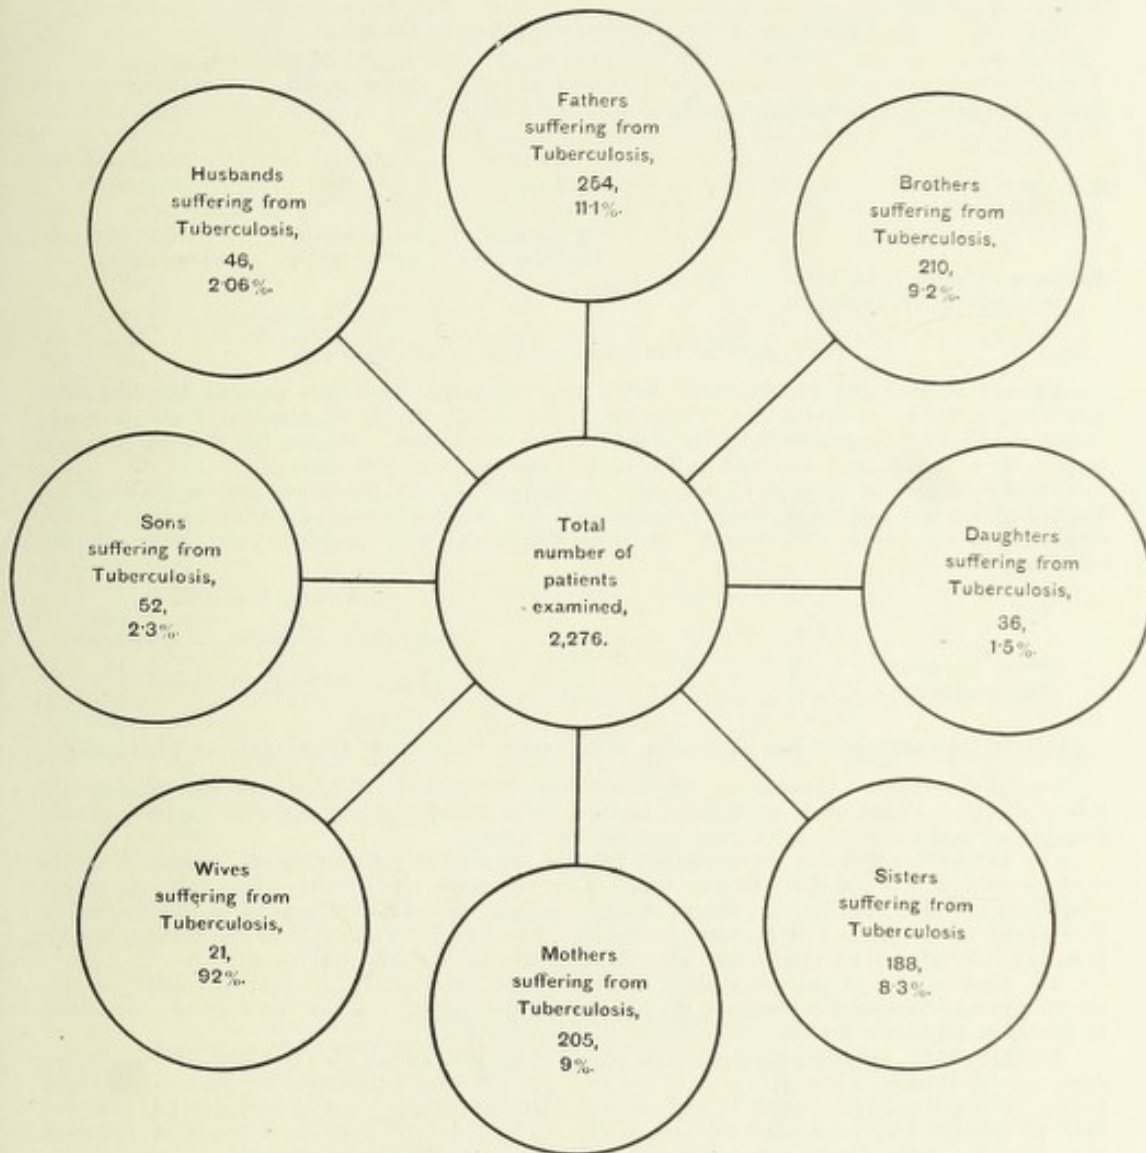 Fathers
suffering from
Tuberculosis,
254,
11·1%.
Husbands
suffering from
Tuberculosis,
46,
2·06%.
Brothers
suffering from
Tuberculosis,
210,
9·2%.
Sons
suffering from
Tuberculosis,
52,
2·3%.
Total
number of
patients
examined,
2,276.
Daughters
suffering from
Tuberculosis,
36,
1·5%.
Wives
suffering from
Tuberculosis,
21,
92%.
Mothers
suffering from
Tuberculosis,
205,
9%.
Sisters
suffering from
Tuberculosis
188,
8·3%.